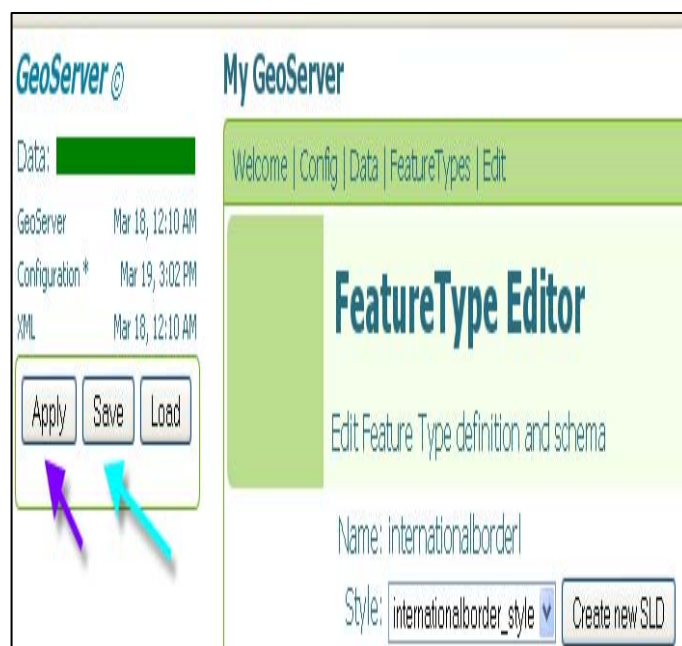 GeoServer ©
Data:
GeoServer Mar 18, 12:10 AM
Configuration * Mar 19, 3:02 PM
XML Mar 18, 12:10 AM
Apply Save Load
My GeoServer
Welcome | Config | Data | FeatureTypes | Edit
FeatureType Editor
Edit Feature Type definition and schema
Name: internationalborderl
Style: internationalborder_style Create new SLD